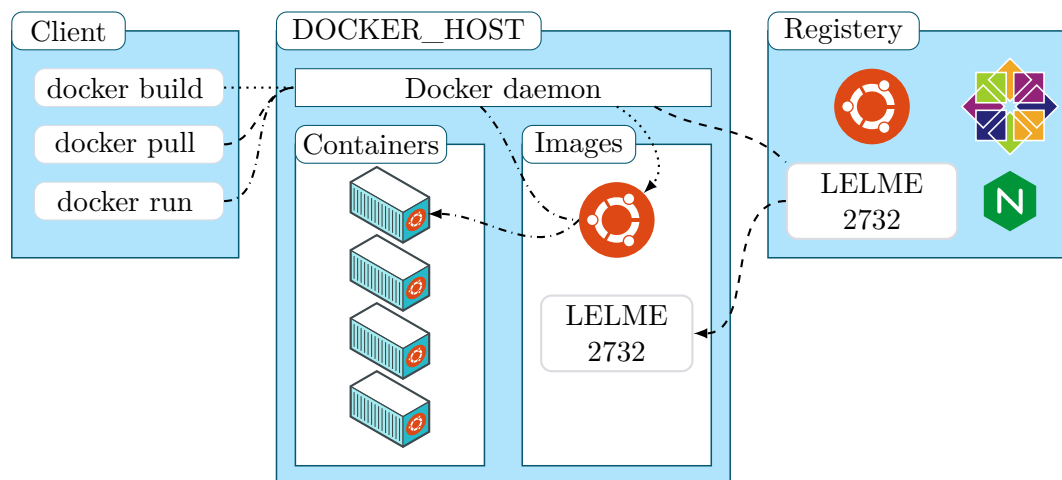 Client
docker build
docker pull
docker run
DOCKER_HOST
Docker daemon
Containers
Images
LELME
2732
Registery
LELME
2732
N